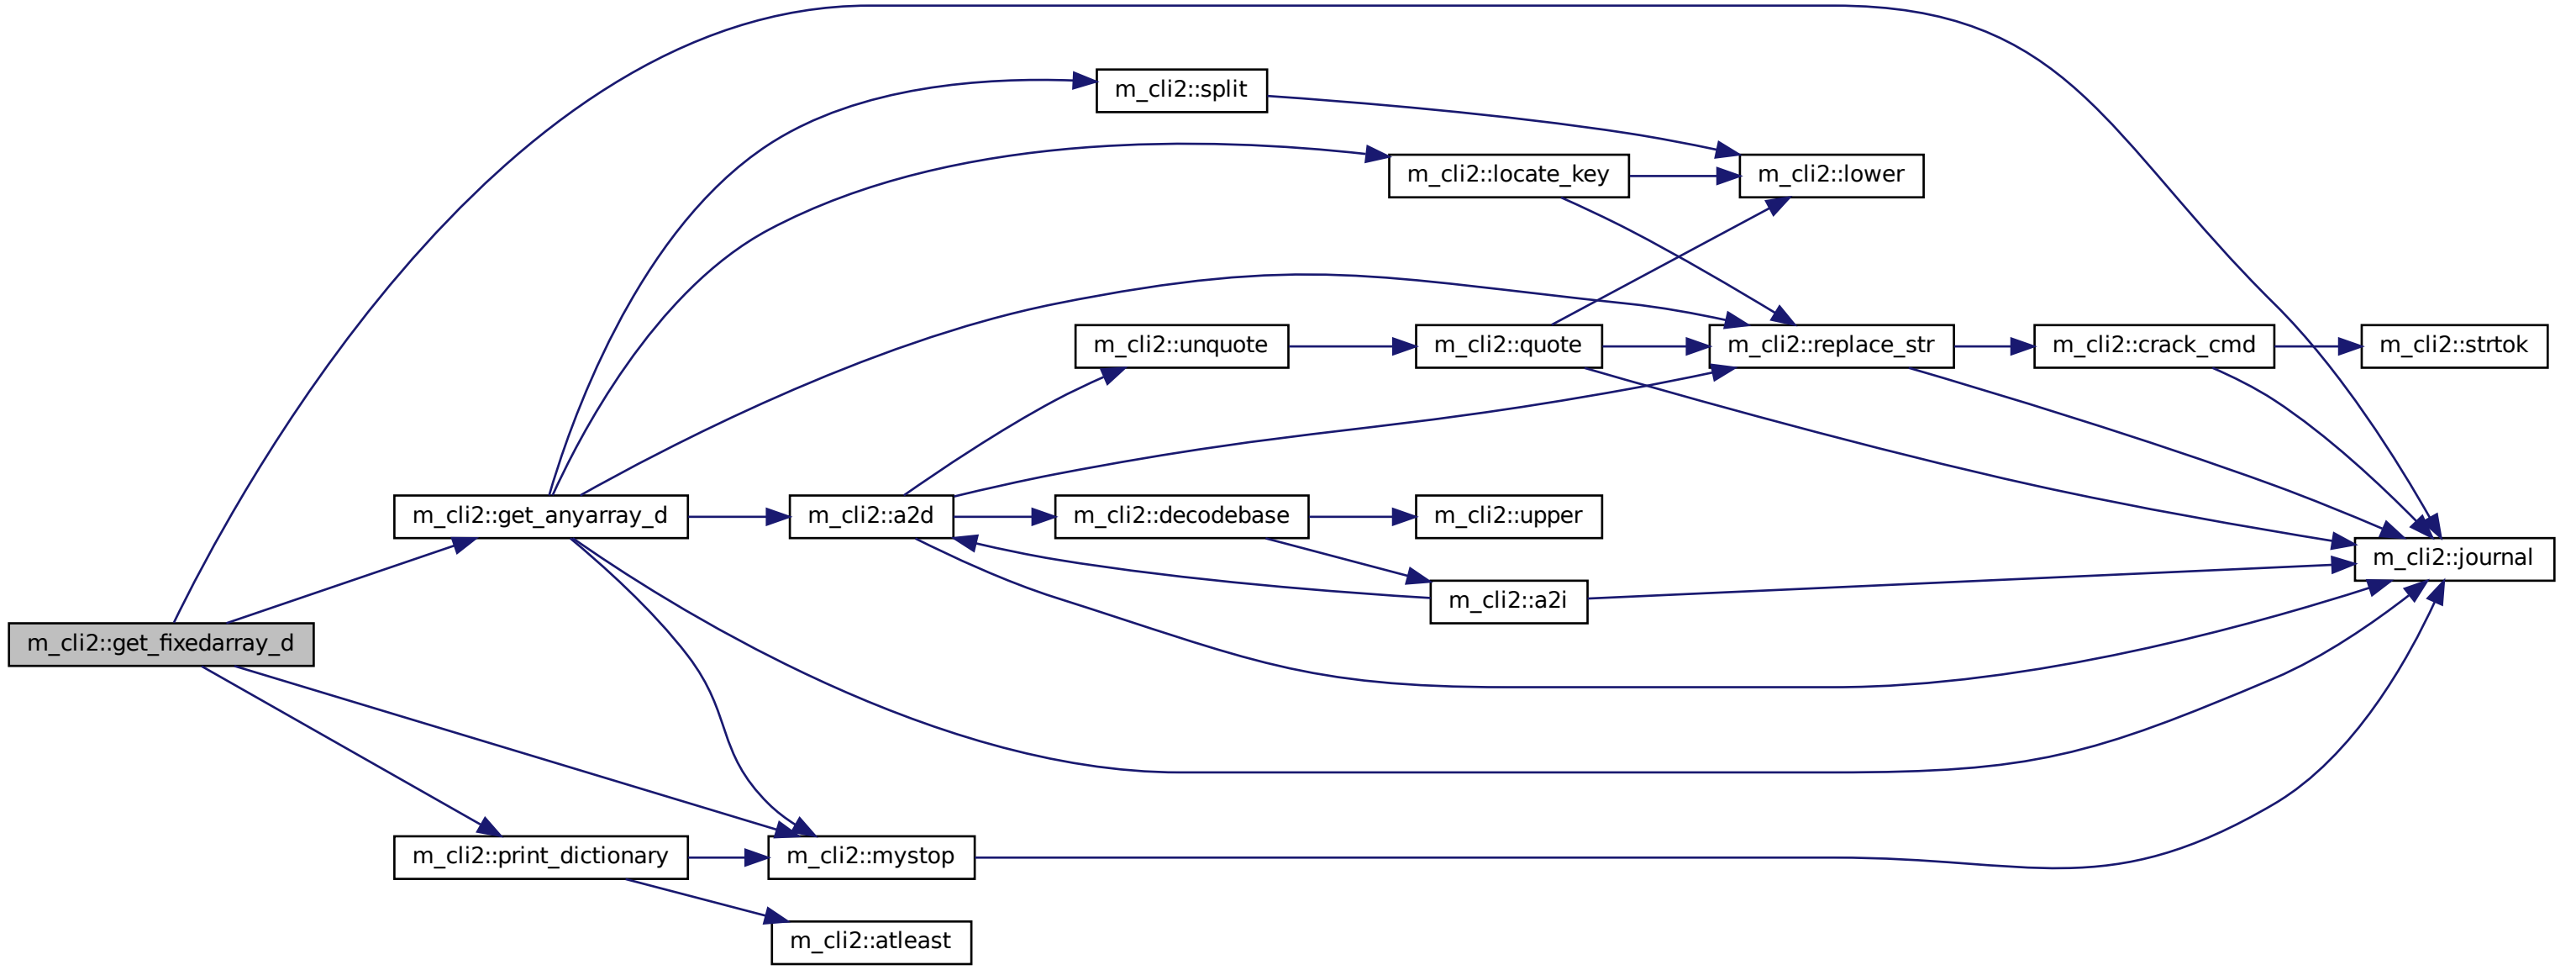 m_cli2::split
m_cli2::locate_key
m_cli2::lower
m_cli2::unquote
m_cli2::quote
m_cli2::replace_str
m_cli2::crack_cmd
m_cli2::strtok
m_cli2::get_anyarray_d
m_cli2::a2d
m_cli2::decodebase
m_cli2::upper
m_cli2::journal
m_cli2::a2i
m_cli2::get_fixedarray_d
m_cli2::print_dictionary
m_cli2::mystop
m_cli2::atleast